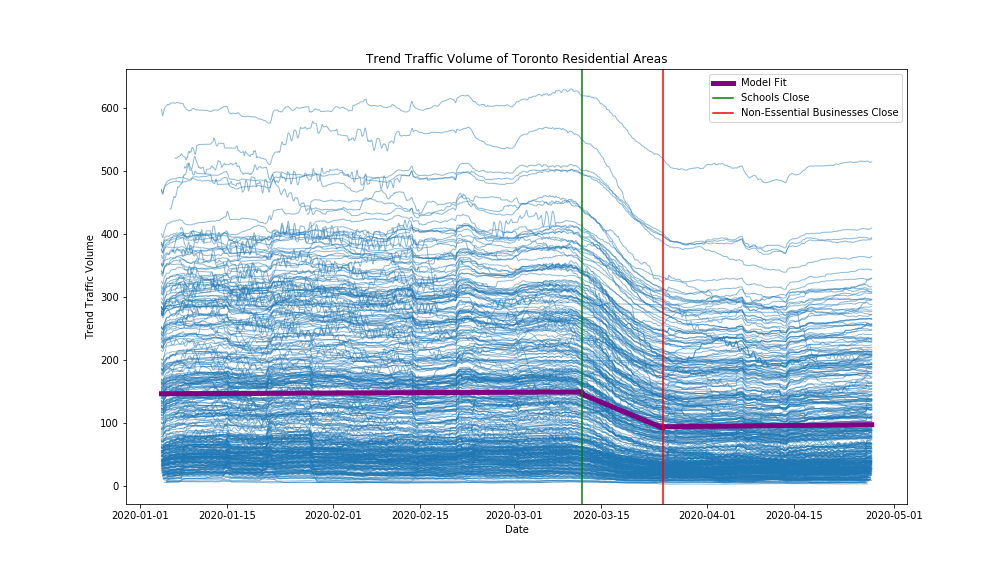 Trend Traffic Volume of Toronto Residential Areas
Model Fit
Schools Close
Non-Essential Businesses Close
600
500
400
300
200
100
0
Trend Traffic Volume
2020-01-01 2020-01-15 2020-02-01 2020-02-15 2020-03-01 2020-03-15 2020-04-01 2020-04-15 2020-05-01
Date